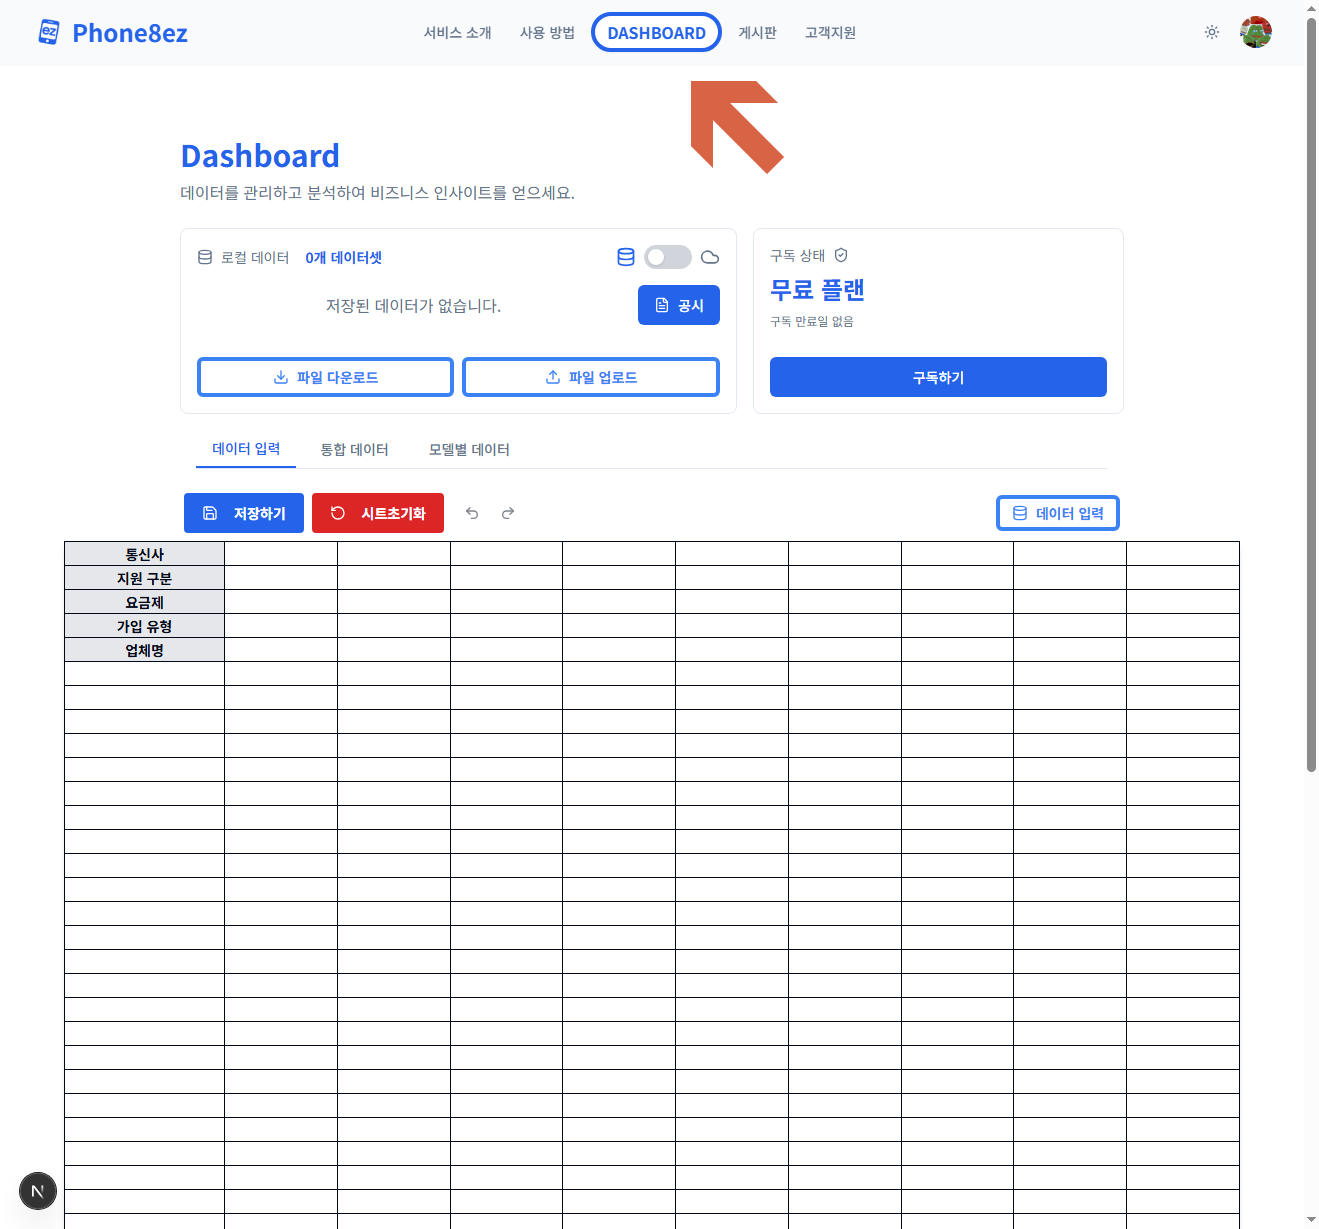 ez Phone8ez
서비스 소개 사용 방법 DASHBOARD 게시판 고객지원
Dashboard
데이터를 관리하고 분석하여 비즈니스 인사이트를 얻으세요.
로컬 데이터 0개 데이터셋
저장된 데이터가 없습니다.
공시
파일 다운로드 파일 업로드
구독 상태
무료 플랜
구독 만료일 없음
구독하기
데이터 입력 통합 데이터 모델별 데이터
저장하기 시트초기화 데이터 입력
통신사
지원 구분
요금제
가입 유형
업체명
N